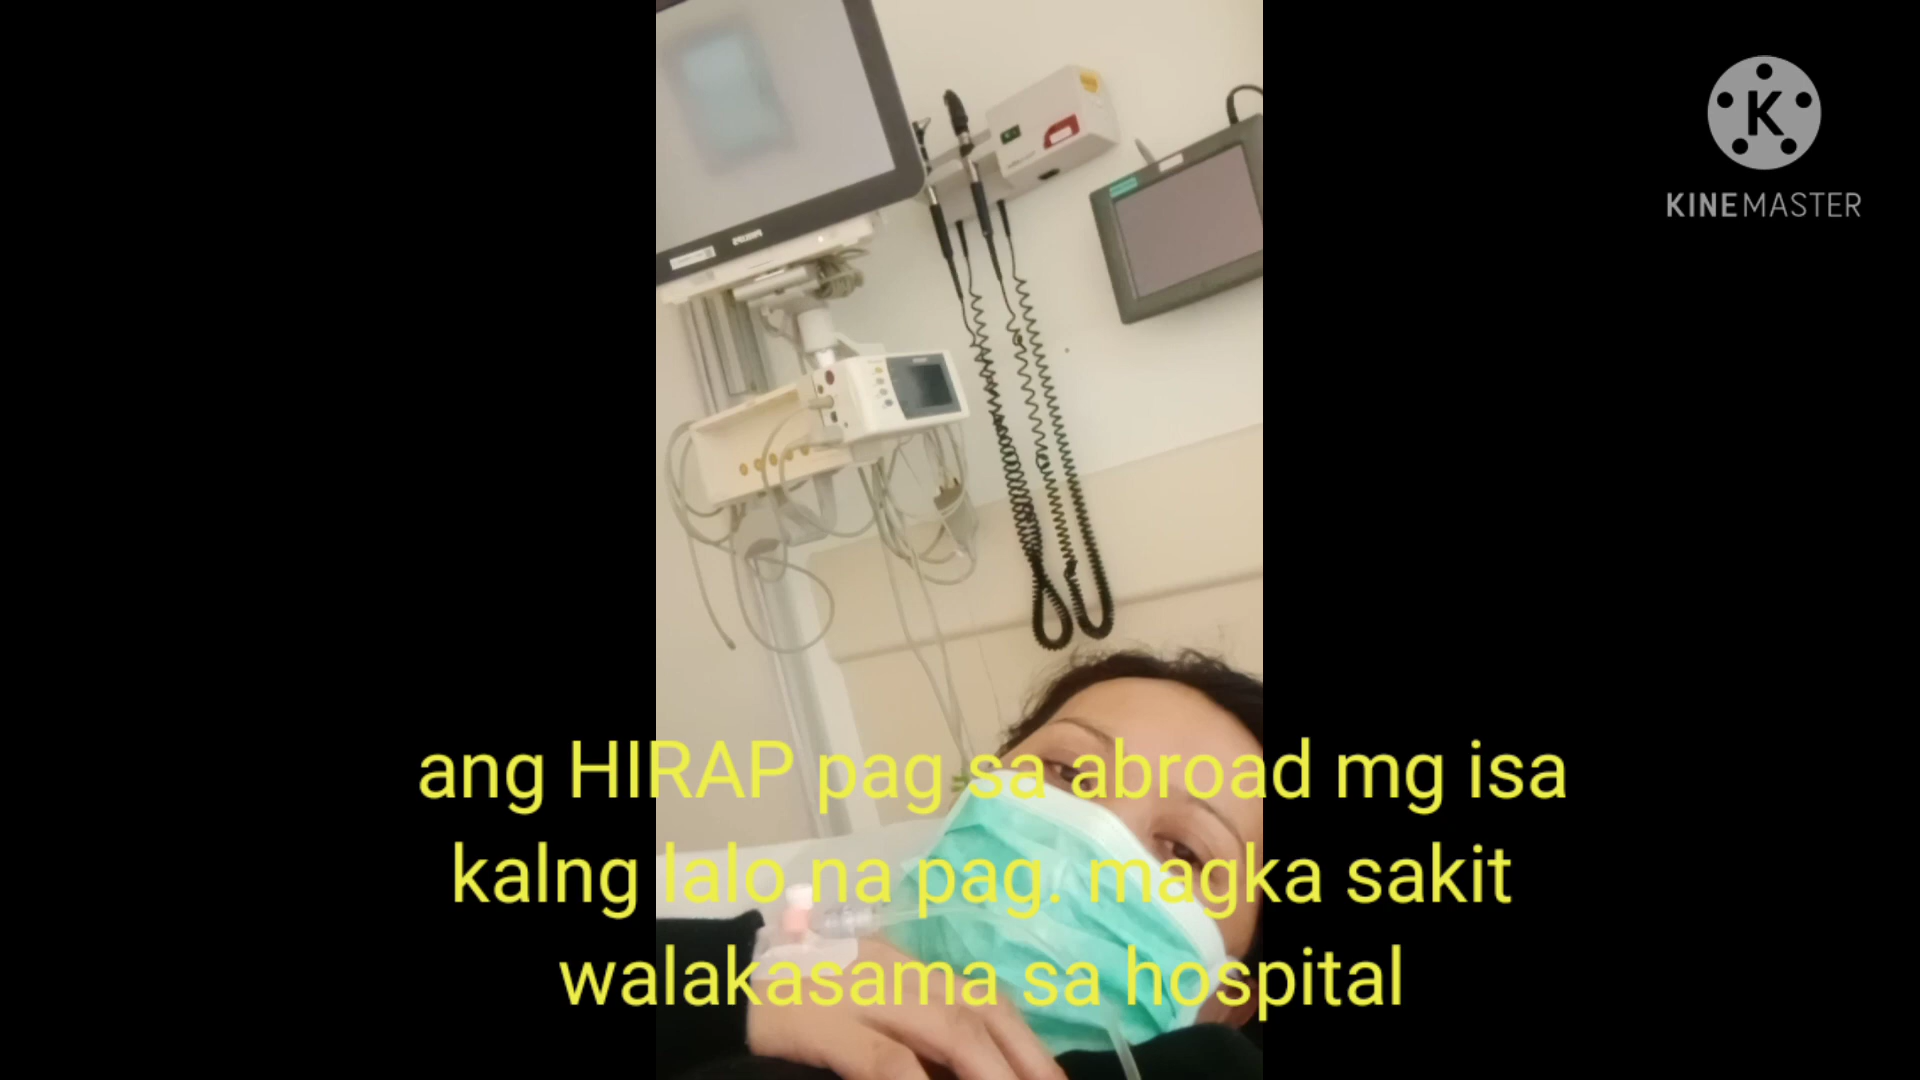 KINEMASTER
ang HIRAP pag sa abroad mg isa
kalng lalo na pag. magka sakit
walakasama sa hospital